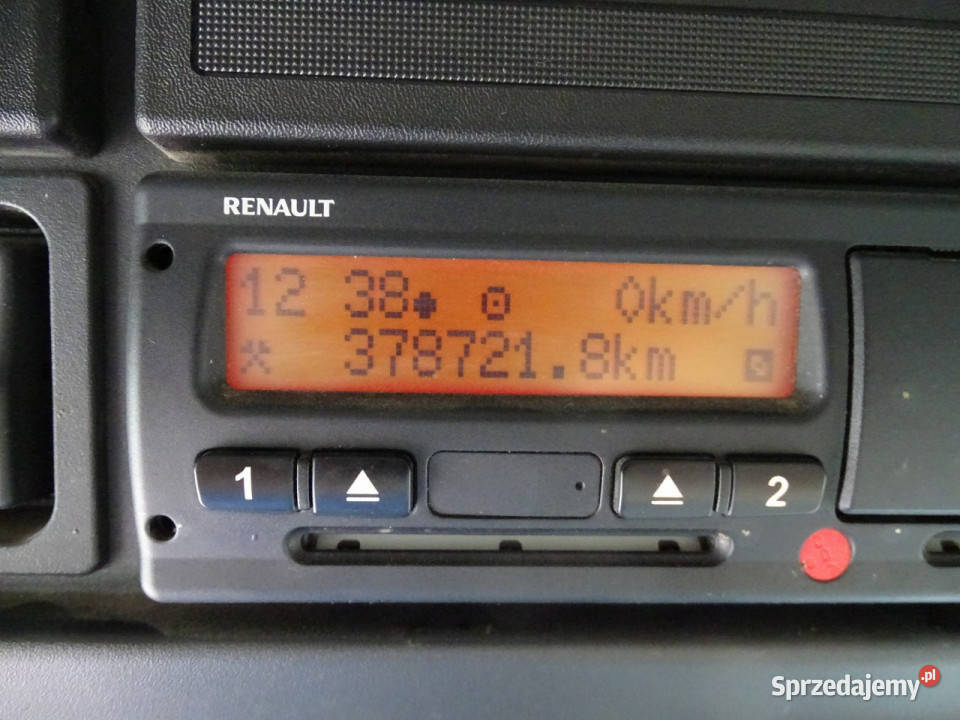 RENAULT
12 38 0km/h
378721.8km
1 2
Sprzedajemy.pl